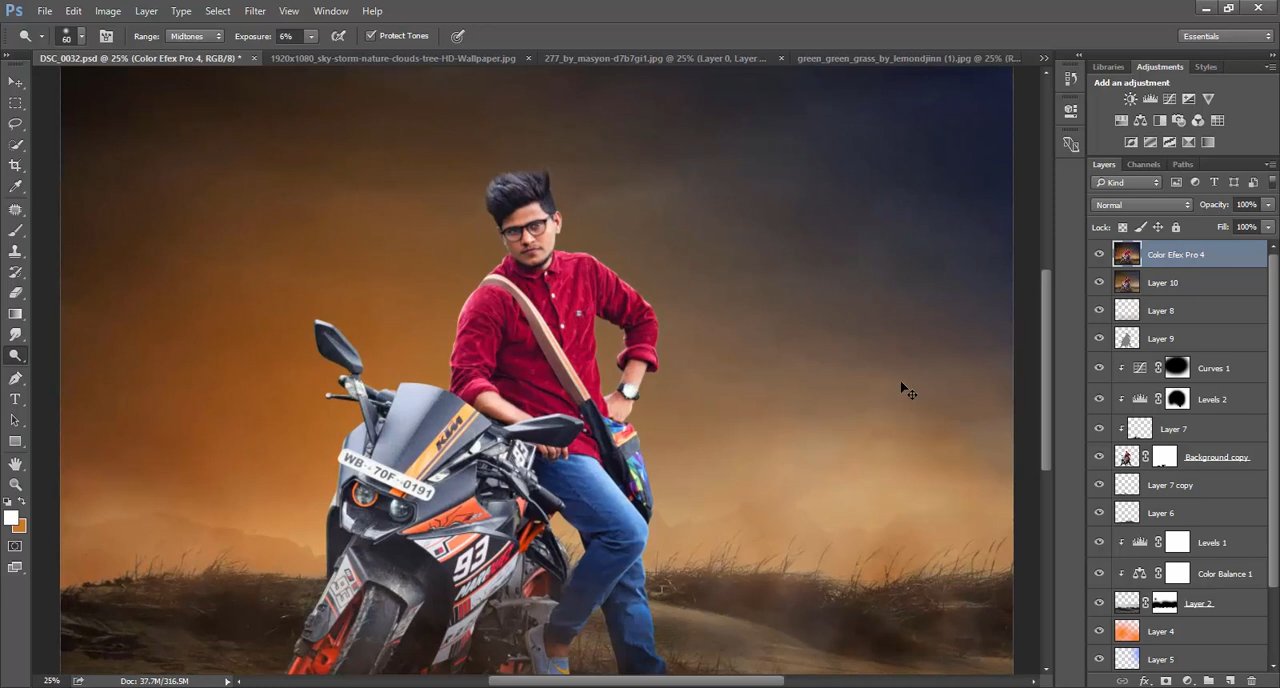 Ps File Edit Image Layer Type Select Filter View Window Help
60 Range: Midtones Exposure: 6% Protect Tones Essentials
DSC_0032.psd @ 25% (Color Efex Pro 4, RGB/8) * × 1920x1080_sky-storm-nature-clouds-tree-HD-Wallpaper.jpg × 277_by_masyon-d7b7gi1.jpg @ 25% (Layer 0, Layer ... × green_green_grass_by_lemondjinn (1).jpg @ 25% (R...
Libraries Adjustments Styles
Add an adjustment
Layers Channels Paths
Kind
Normal Opacity: 100%
Lock: Fill: 100%
Color Efex Pro 4
Layer 10
Layer 8
Layer 9
Curves 1
Levels 2
Layer 7
Background copy
Layer 7 copy
Layer 6
Levels 1
Color Balance 1
Layer 2
Layer 4
Layer 5
KTM
WB--70F--0191
93
25% Doc: 37.7M/316.5M